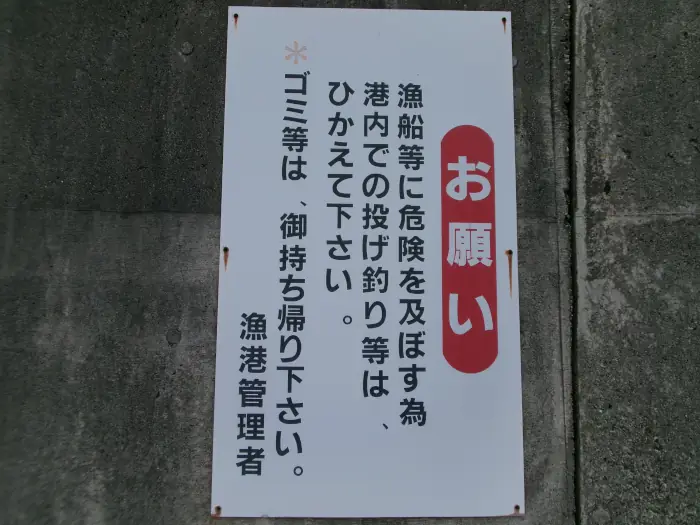 お願い
漁船等に危険を及ぼす為
港内での投げ釣り等は、
ひかえて下さい。
＊ゴミ等は、御持ち帰り下さい。
漁港管理者